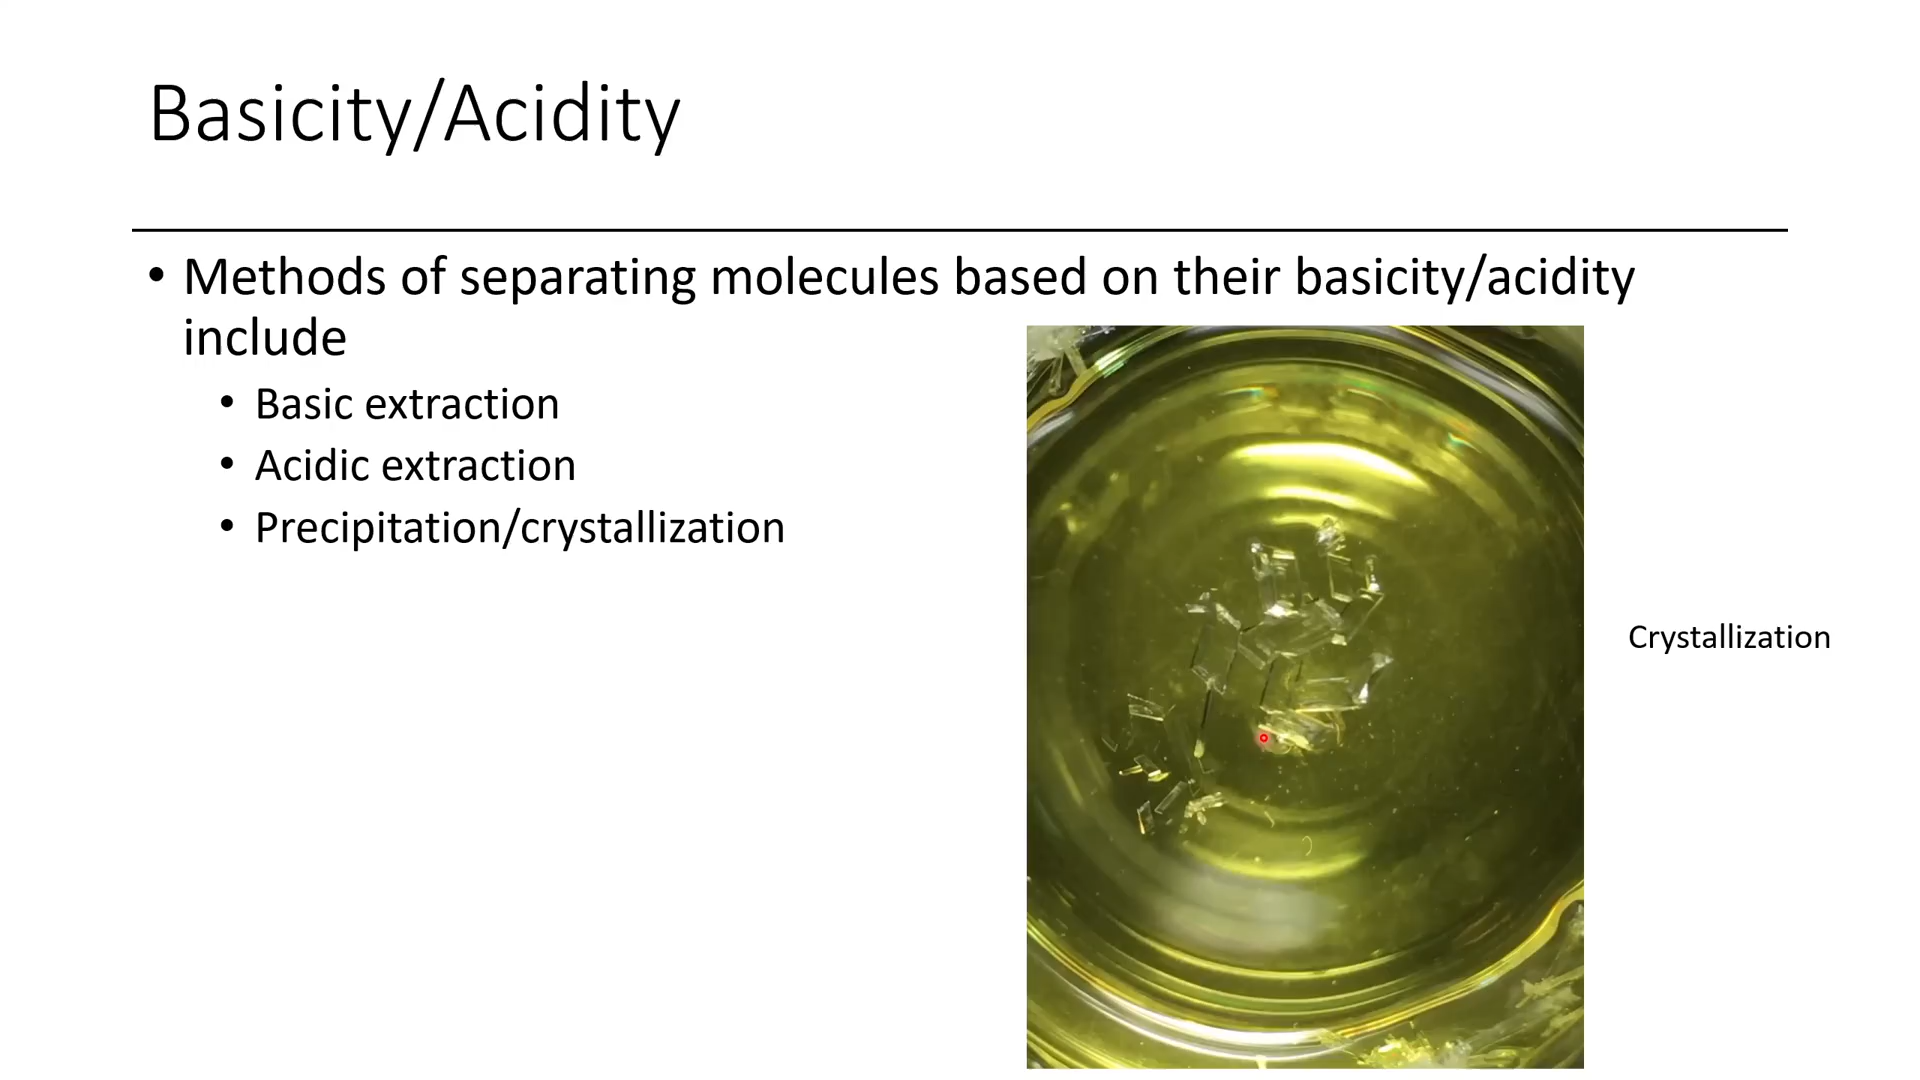 Basicity/Acidity
• Methods of separating molecules based on their basicity/acidity
include
• Basic extraction
• Acidic extraction
• Precipitation/crystallization
Crystallization